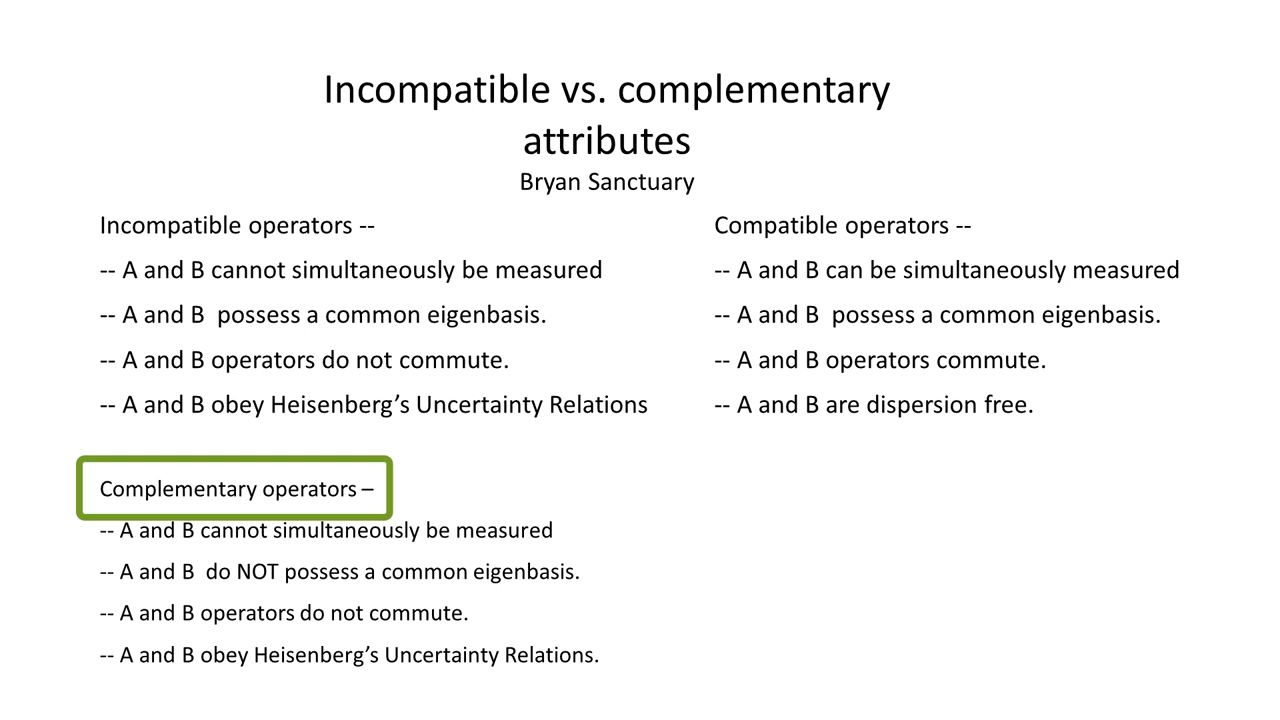 Incompatible vs. complementary
attributes
Bryan Sanctuary
Incompatible operators --
-- A and B cannot simultaneously be measured
-- A and B  possess a common eigenbasis.
-- A and B operators do not commute.
-- A and B obey Heisenberg’s Uncertainty Relations
Compatible operators --
-- A and B can be simultaneously measured
-- A and B  possess a common eigenbasis.
-- A and B operators commute.
-- A and B are dispersion free.
Complementary operators –
-- A and B cannot simultaneously be measured
-- A and B  do NOT possess a common eigenbasis.
-- A and B operators do not commute.
-- A and B obey Heisenberg’s Uncertainty Relations.